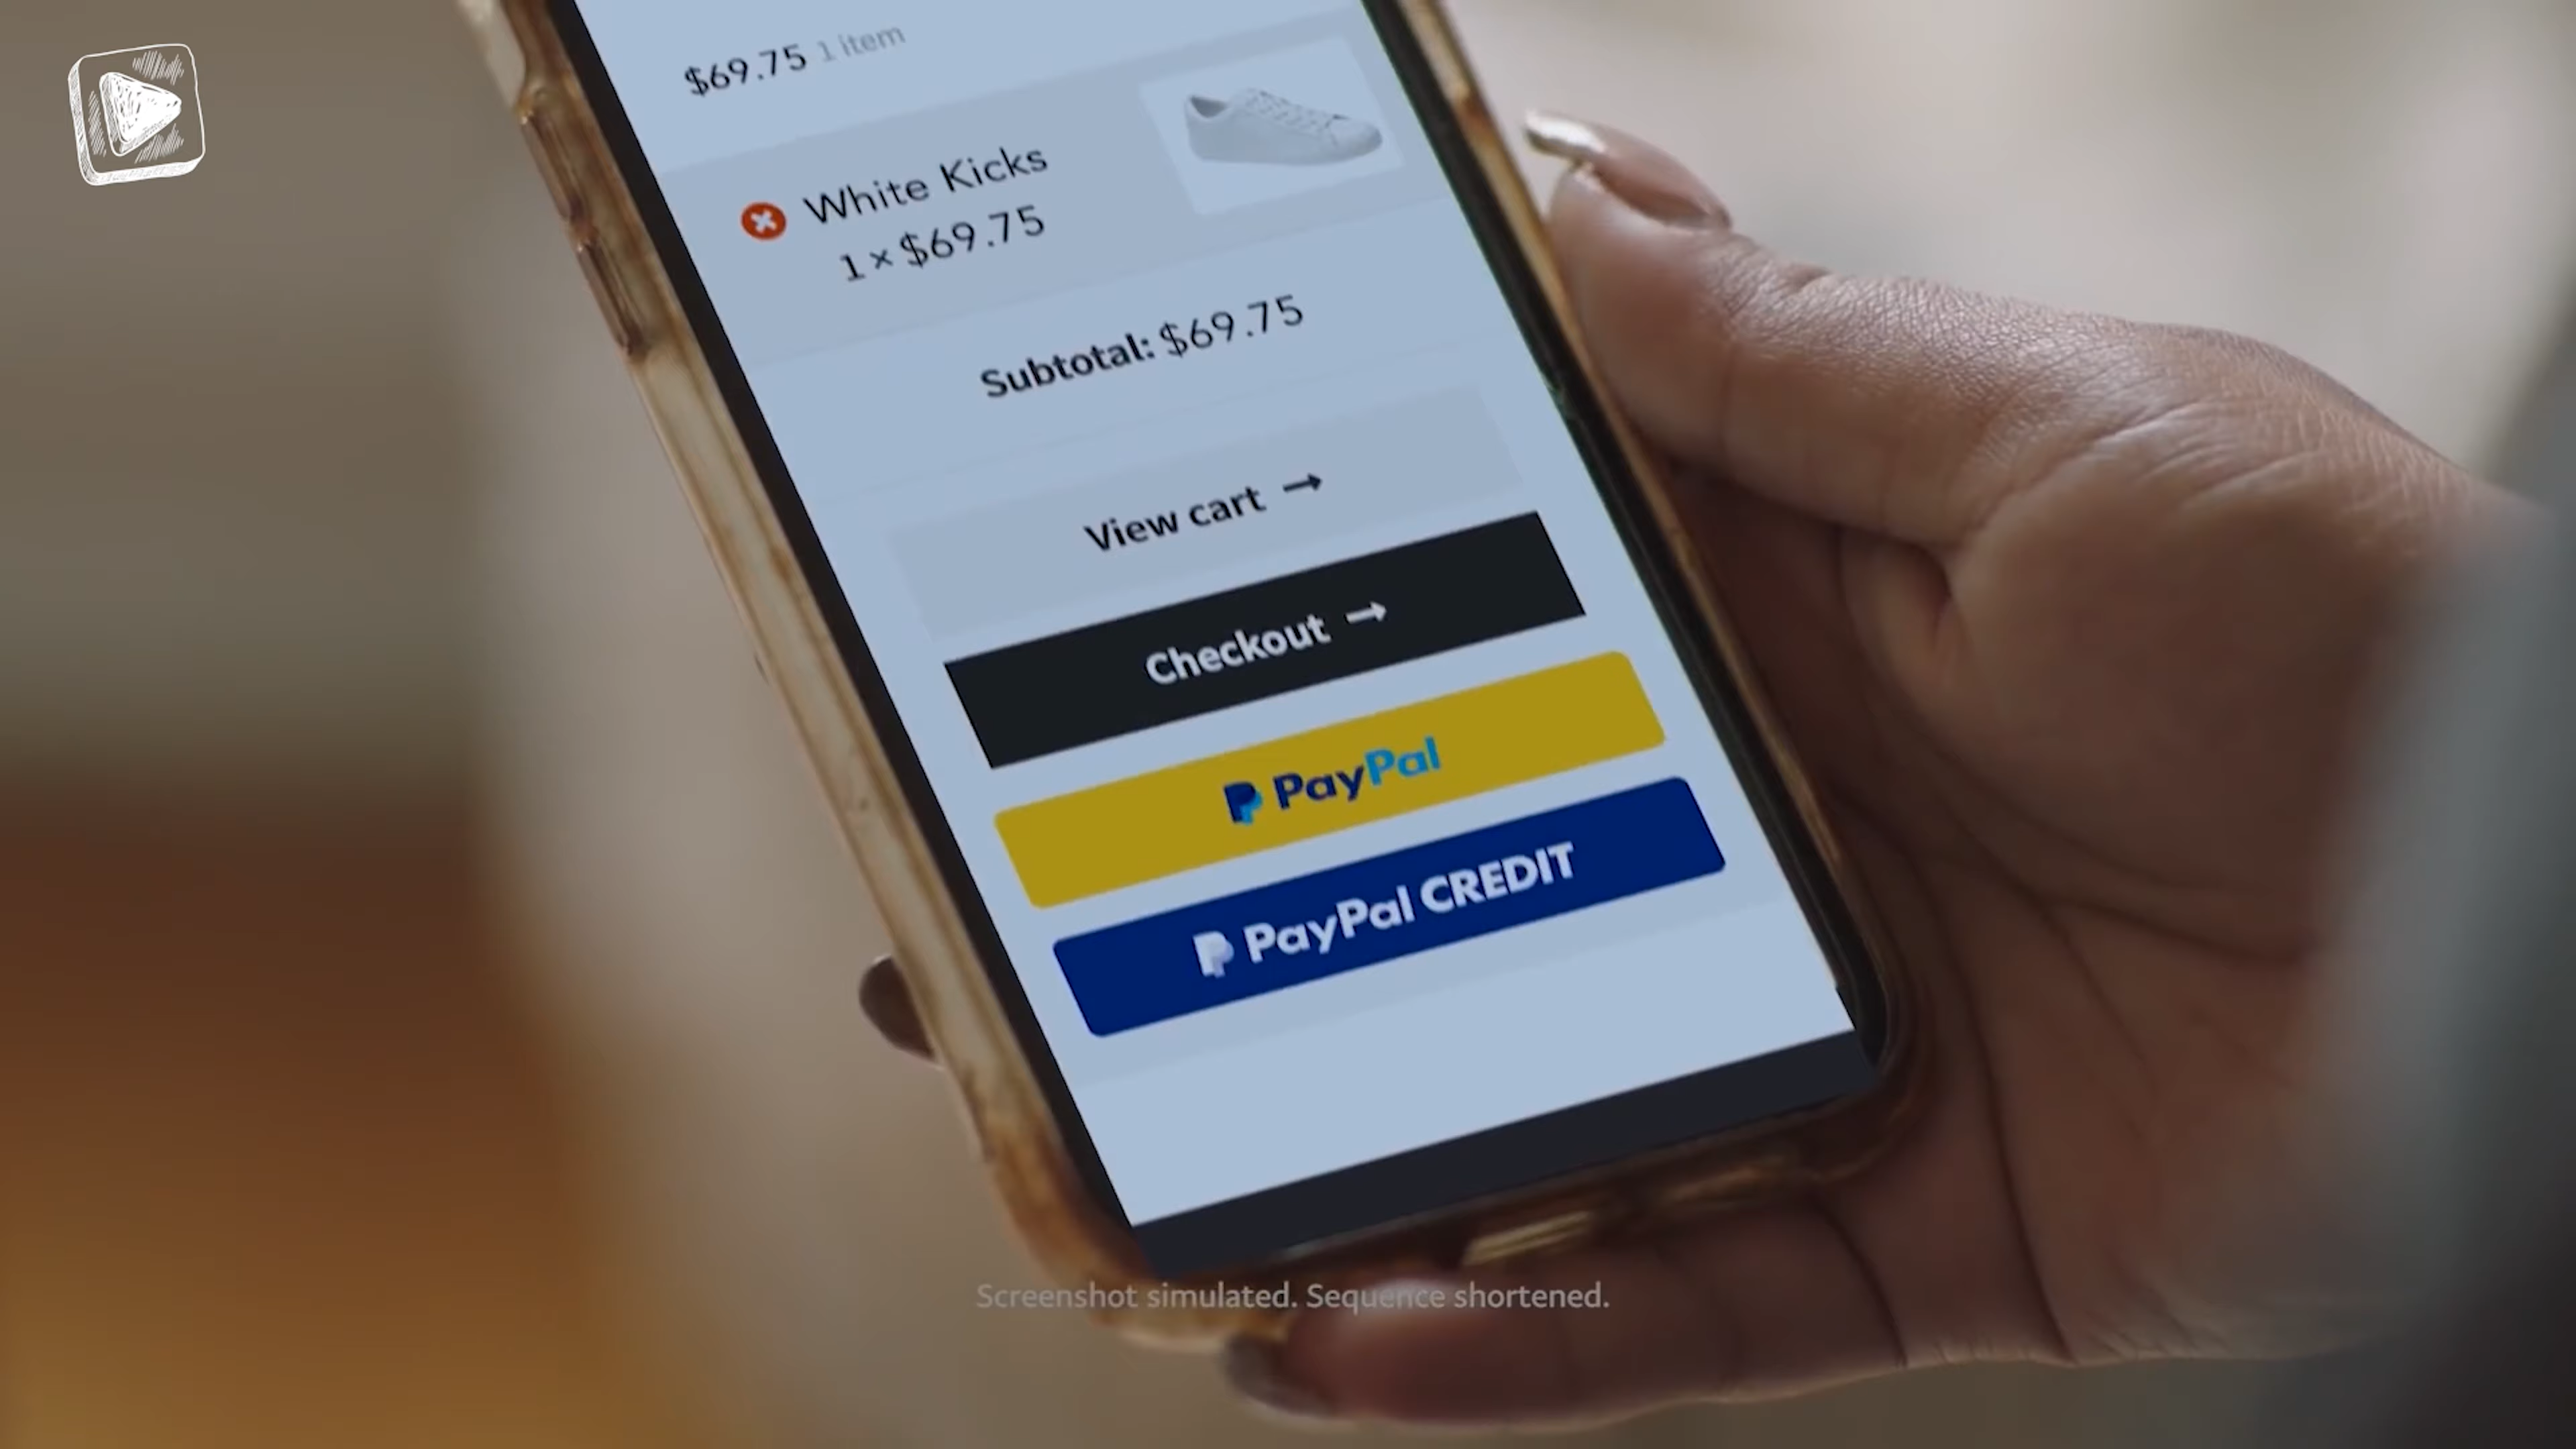 $69.75 1 item
White Kicks
1 × $69.75
Subtotal: $69.75
View cart →
Checkout →
PayPal
PayPal CREDIT
Screenshot simulated. Sequence shortened.